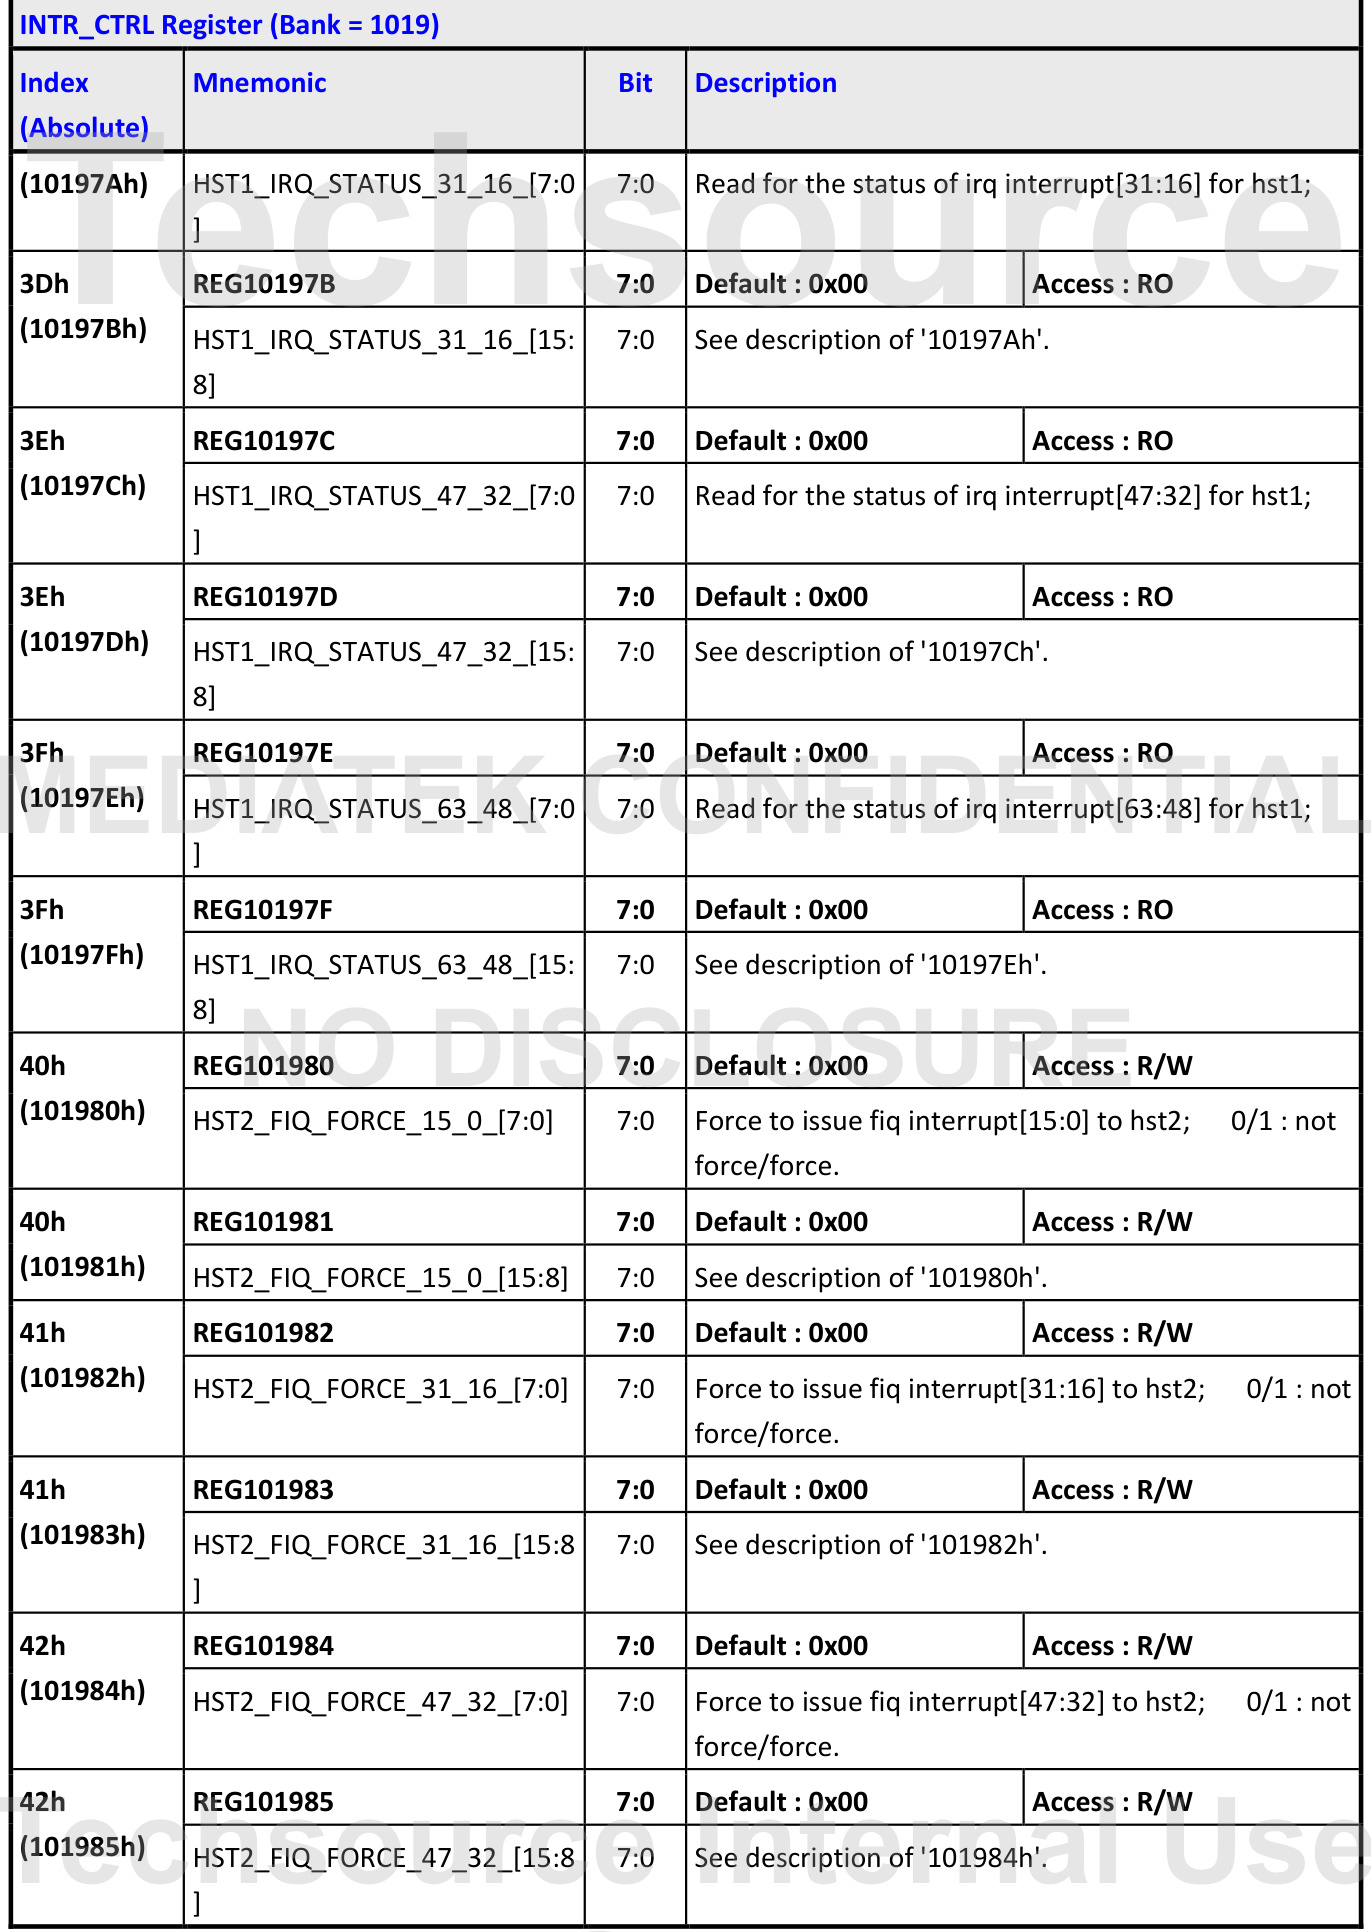 INTR_CTRL Register (Bank = 1019)
Index (Absolute) Mnemonic Bit Description
(10197Ah) HST1_IRQ_STATUS_31_16_[7:0 7:0 Read for the status of irq interrupt[31:16] for hst1;
]
3Dh REG10197B 7:0 Default : 0x00 Access : RO
(10197Bh) HST1_IRQ_STATUS_31_16_[15: 7:0 See description of '10197Ah'.
8]
3Eh REG10197C 7:0 Default : 0x00 Access : RO
(10197Ch) HST1_IRQ_STATUS_47_32_[7:0 7:0 Read for the status of irq interrupt[47:32] for hst1;
]
3Eh REG10197D 7:0 Default : 0x00 Access : RO
(10197Dh) HST1_IRQ_STATUS_47_32_[15: 7:0 See description of '10197Ch'.
8]
3Fh REG10197E 7:0 Default : 0x00 Access : RO
(10197Eh) HST1_IRQ_STATUS_63_48_[7:0 7:0 Read for the status of irq interrupt[63:48] for hst1;
]
3Fh REG10197F 7:0 Default : 0x00 Access : RO
(10197Fh) HST1_IRQ_STATUS_63_48_[15: 7:0 See description of '10197Eh'.
8]
40h REG101980 7:0 Default : 0x00 Access : R/W
(101980h) HST2_FIQ_FORCE_15_0_[7:0] 7:0 Force to issue fiq interrupt[15:0] to hst2; 0/1 : not
force/force.
40h REG101981 7:0 Default : 0x00 Access : R/W
(101981h) HST2_FIQ_FORCE_15_0_[15:8] 7:0 See description of '101980h'.
41h REG101982 7:0 Default : 0x00 Access : R/W
(101982h) HST2_FIQ_FORCE_31_16_[7:0] 7:0 Force to issue fiq interrupt[31:16] to hst2; 0/1 : not
force/force.
41h REG101983 7:0 Default : 0x00 Access : R/W
(101983h) HST2_FIQ_FORCE_31_16_[15:8 7:0 See description of '101982h'.
]
42h REG101984 7:0 Default : 0x00 Access : R/W
(101984h) HST2_FIQ_FORCE_47_32_[7:0] 7:0 Force to issue fiq interrupt[47:32] to hst2; 0/1 : not
force/force.
42h REG101985 7:0 Default : 0x00 Access : R/W
(101985h) HST2_FIQ_FORCE_47_32_[15:8 7:0 See description of '101984h'.
]
Techsource
MEDIATEK CONFIDENTIAL
NO DISCLOSURE
Techsource Internal Use